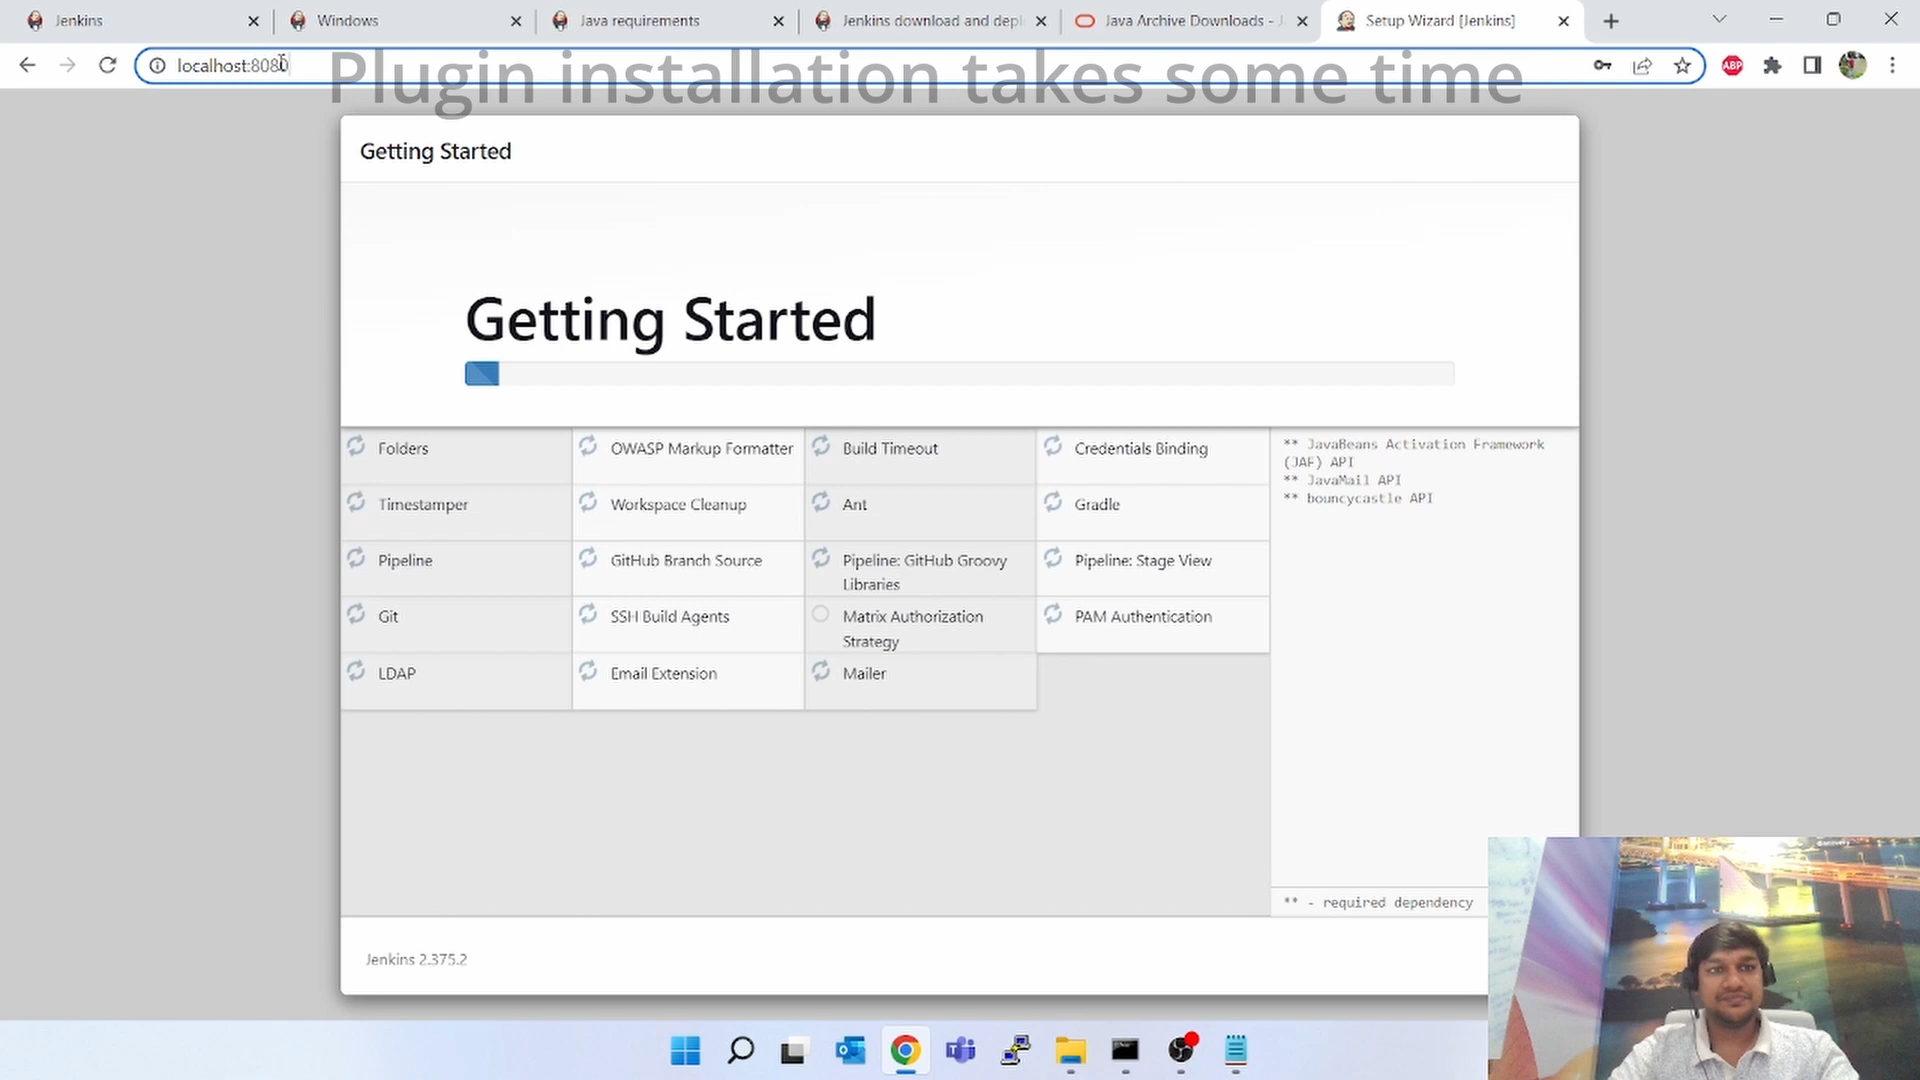 Jenkins
Windows
Java requirements
Jenkins download and depl
Java Archive Downloads - J
Setup Wizard [Jenkins]
localhost:8080
ABP
Plugin installation takes some time
Getting Started
Getting Started
Folders
OWASP Markup Formatter
Build Timeout
Credentials Binding
Timestamper
Workspace Cleanup
Ant
Gradle
Pipeline
GitHub Branch Source
Pipeline: GitHub Groovy
Libraries
Pipeline: Stage View
Git
SSH Build Agents
Matrix Authorization
Strategy
PAM Authentication
LDAP
Email Extension
Mailer
** JavaBeans Activation Framework
(JAF) API
** JavaMail API
** bouncycastle API
** - required dependency
Jenkins 2.375.2